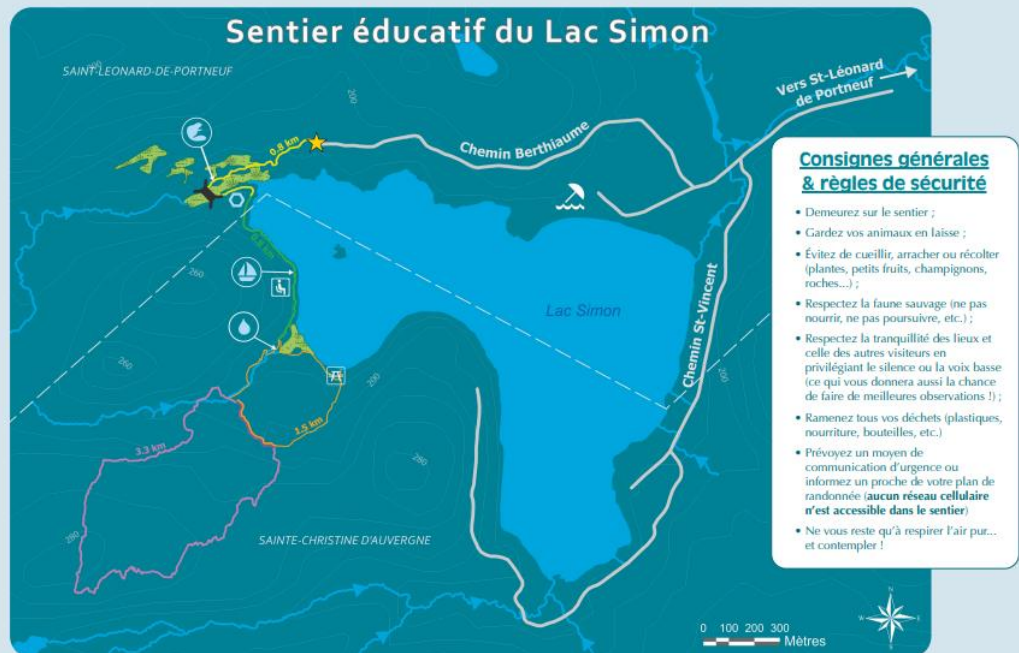 Sentier éducatif du Lac Simon
SAINT-LEONARD-DE-PORTNEUF
200
200
Vers St-Léonard
de Portneuf
0.8 km
Chemin Berthiaume
260
Lac Simon
Chemin St-Vincent
260
200
200
1.5 km
3.3 km
280
280
SAINTE-CHRISTINE D'AUVERGNE
Consignes générales
& règles de sécurité
• Demeurez sur le sentier ;
• Gardez vos animaux en laisse ;
• Évitez de cueillir, arracher ou récolter
(plantes, petits fruits, champignons,
roches...) ;
• Respectez la faune sauvage (ne pas
nourrir, ne pas poursuivre, etc.) ;
• Respectez la tranquillité des lieux et
celle des autres visiteurs en
privilégiant le silence ou la voix basse
(ce qui vous donnera aussi la chance
de faire de meilleures observations !) ;
• Ramenez tous vos déchets (plastiques,
nourriture, bouteilles, etc.)
• Prévoyez un moyen de
communication d'urgence ou
informez un proche de votre plan de
randonnée (aucun réseau cellulaire
n'est accessible dans le sentier)
• Ne vous reste qu'à respirer l'air pur...
et contempler !
0 100 200 300
Mètres
N
W
E
S